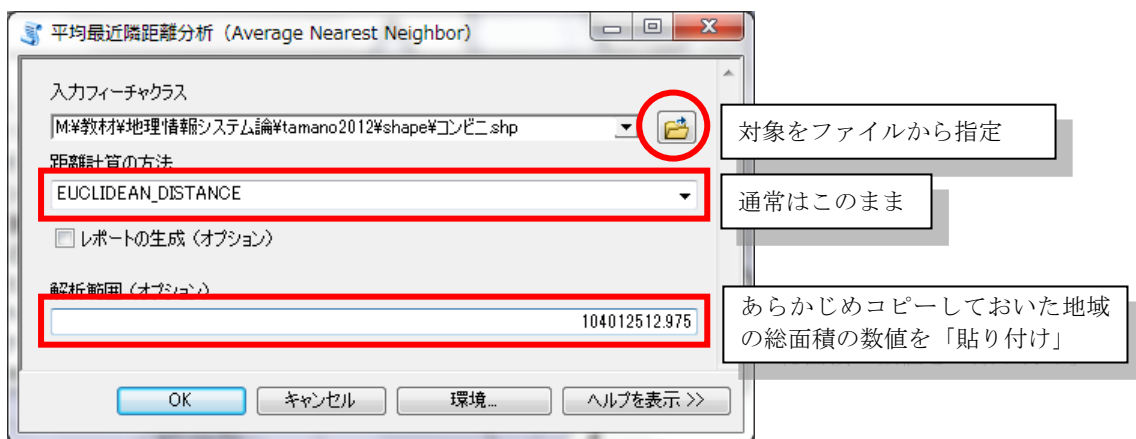 平均最近隣距離分析 (Average Nearest Neighbor)
入力フィーチャクラス
M:¥教材¥地理情報システム論¥tamano2012¥shape¥コンビニ.shp
対象をファイルから指定
距離計算の方法
EUCLIDEAN_DISTANCE
通常はこのまま
レポートの生成 (オプション)
解析範囲 (オプション)
104012512.975
あらかじめコピーしておいた地域
の総面積の数値を「貼り付け」
OK
キャンセル
環境...
ヘルプを表示 >>